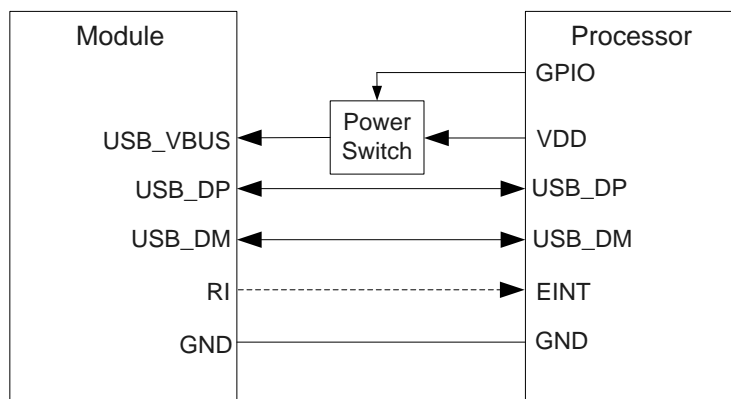 Module
Processor
GPIO
Power
Switch
USB_VBUS
VDD
USB_DP
USB_DP
USB_DM
USB_DM
RI
EINT
GND
GND